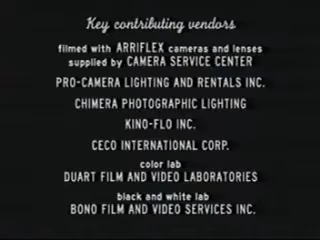 Key contributing vendors
filmed with ARRIFLEX cameras and lenses
supplied by CAMERA SERVICE CENTER
PRO-CAMERA LIGHTING AND RENTALS INC.
CHIMERA PHOTOGRAPHIC LIGHTING
KINO-FLO INC.
CECO INTERNATIONAL CORP.
color lab
DUART FILM AND VIDEO LABORATORIES
black and white lab
BONO FILM AND VIDEO SERVICES INC.